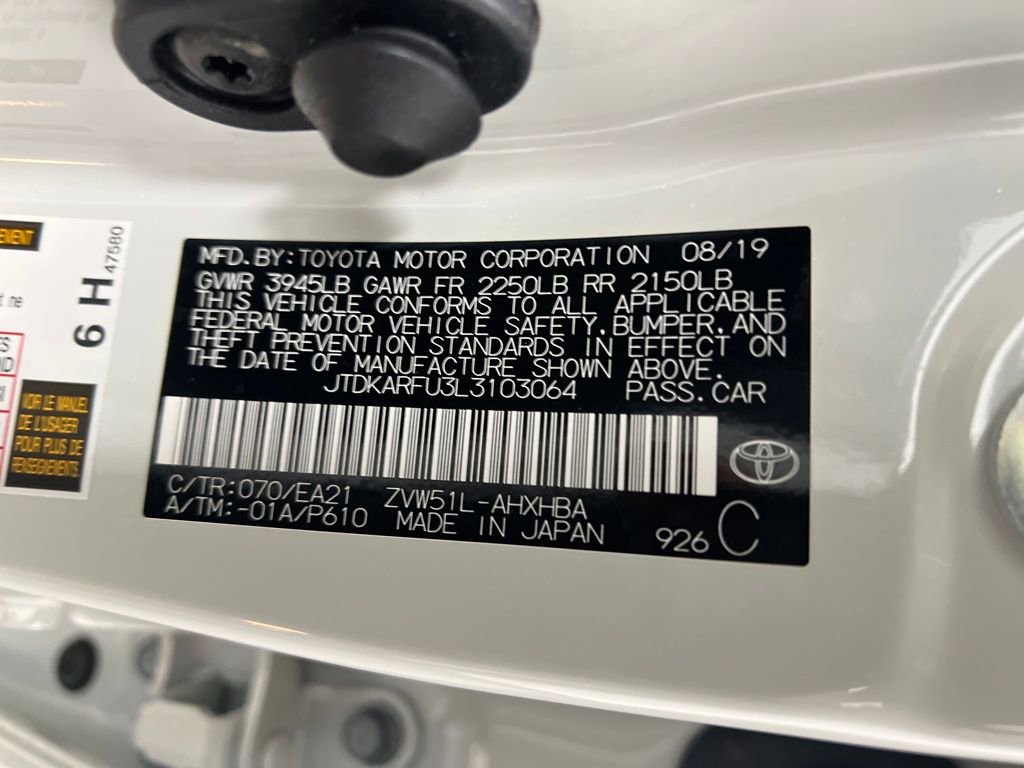 MFD.BY:TOYOTA MOTOR CORPORATION 08/19
GVWR 3945LB GAWR FR 2250LB RR 2150LB
THIS VEHICLE CONFORMS TO ALL APPLICABLE
FEDERAL MOTOR VEHICLE SAFETY,BUMPER,AND
THEFT PREVENTION STANDARDS IN EFFECT ON
THE DATE OF MANUFACTURE SHOWN ABOVE.
JTDKARFU3L3103064 PASS.CAR
C/TR:070/EA21 ZVW51L-AHXHBA
A/TM:-01A/P610 MADE IN JAPAN
926 C
6 H
47580
VOIR LE MANUEL
DE L'USAGER
POUR PLUS DE
RENSEIGNEMENTS.